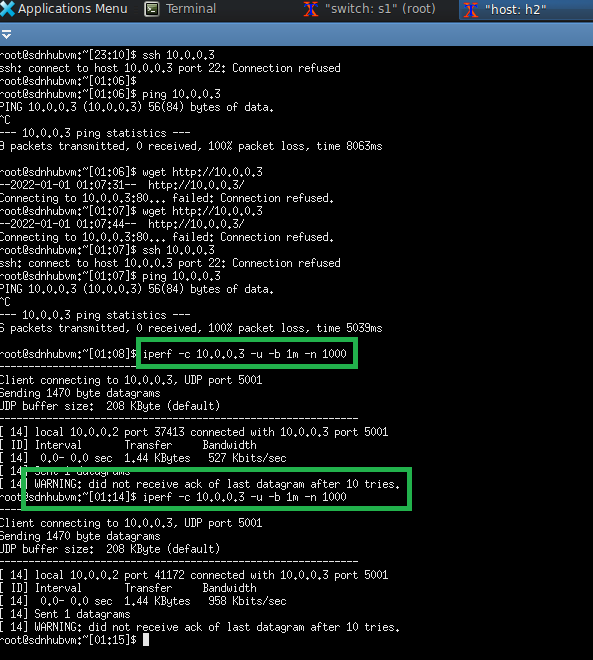 Applications Menu
Terminal
"switch: s1" (root)
"host: h2"
root@sdnhubvm:~[23:10]$ ssh 10.0.0.3
ssh: connect to host 10.0.0.3 port 22: Connection refused
root@sdnhubvm:~[01:06]$
root@sdnhubvm:~[01:06]$ ping 10.0.0.3
PING 10.0.0.3 (10.0.0.3) 56(84) bytes of data.
^C
--- 10.0.0.3 ping statistics ---
9 packets transmitted, 0 received, 100% packet loss, time 8063ms
root@sdnhubvm:~[01:06]$ wget http://10.0.0.3
--2022-01-01 01:07:31-- http://10.0.0.3/
Connecting to 10.0.0.3:80... failed: Connection refused.
root@sdnhubvm:~[01:07]$ wget http://10.0.0.3
--2022-01-01 01:07:44-- http://10.0.0.3/
Connecting to 10.0.0.3:80... failed: Connection refused.
root@sdnhubvm:~[01:07]$ ssh 10.0.0.3
ssh: connect to host 10.0.0.3 port 22: Connection refused
root@sdnhubvm:~[01:07]$ ping 10.0.0.3
PING 10.0.0.3 (10.0.0.3) 56(84) bytes of data.
^C
--- 10.0.0.3 ping statistics ---
6 packets transmitted, 0 received, 100% packet loss, time 5039ms
root@sdnhubvm:~[01:08]$ iperf -c 10.0.0.3 -u -b 1m -n 1000
------------------------------------------------------------
Client connecting to 10.0.0.3, UDP port 5001
Sending 1470 byte datagrams
UDP buffer size: 208 KByte (default)
------------------------------------------------------------
[ 14] local 10.0.0.2 port 37413 connected with 10.0.0.3 port 5001
[ ID] Interval Transfer Bandwidth
[ 14] 0.0- 0.0 sec 1.44 KBytes 527 Kbits/sec
[ 14] Sent 1 datagrams
[ 14] WARNING: did not receive ack of last datagram after 10 tries.
root@sdnhubvm:~[01:14]$ iperf -c 10.0.0.3 -u -b 1m -n 1000
------------------------------------------------------------
Client connecting to 10.0.0.3, UDP port 5001
Sending 1470 byte datagrams
UDP buffer size: 208 KByte (default)
------------------------------------------------------------
[ 14] local 10.0.0.2 port 41172 connected with 10.0.0.3 port 5001
[ ID] Interval Transfer Bandwidth
[ 14] 0.0- 0.0 sec 1.44 KBytes 958 Kbits/sec
[ 14] Sent 1 datagrams
[ 14] WARNING: did not receive ack of last datagram after 10 tries.
root@sdnhubvm:~[01:15]$